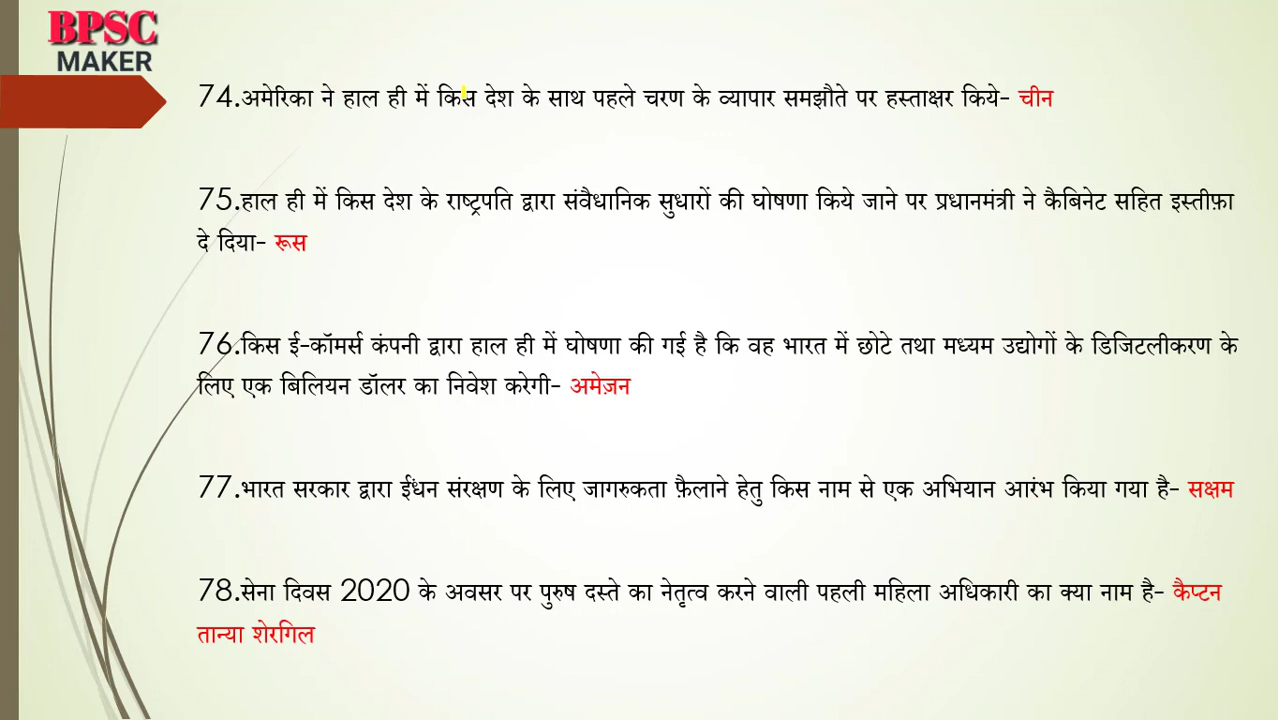 BPSC
MAKER
74.अमेरिका ने हाल ही में किस देश के साथ पहले चरण के व्यापार समझौते पर हस्ताक्षर किये- चीन
75.हाल ही में किस देश के राष्ट्रपति द्वारा संवैधानिक सुधारों की घोषणा किये जाने पर प्रधानमंत्री ने कैबिनेट सहित इस्तीफ़ा
दे दिया- रूस
76.किस ई-कॉमर्स कंपनी द्वारा हाल ही में घोषणा की गई है कि वह भारत में छोटे तथा मध्यम उद्योगों के डिजिटलीकरण के
लिए एक बिलियन डॉलर का निवेश करेगी- अमेज़न
77.भारत सरकार द्वारा ईंधन संरक्षण के लिए जागरुकता फ़ैलाने हेतु किस नाम से एक अभियान आरंभ किया गया है- सक्षम
78.सेना दिवस 2020 के अवसर पर पुरुष दस्ते का नेतृत्व करने वाली पहली महिला अधिकारी का क्या नाम है- कैप्टन
तान्या शेरगिल